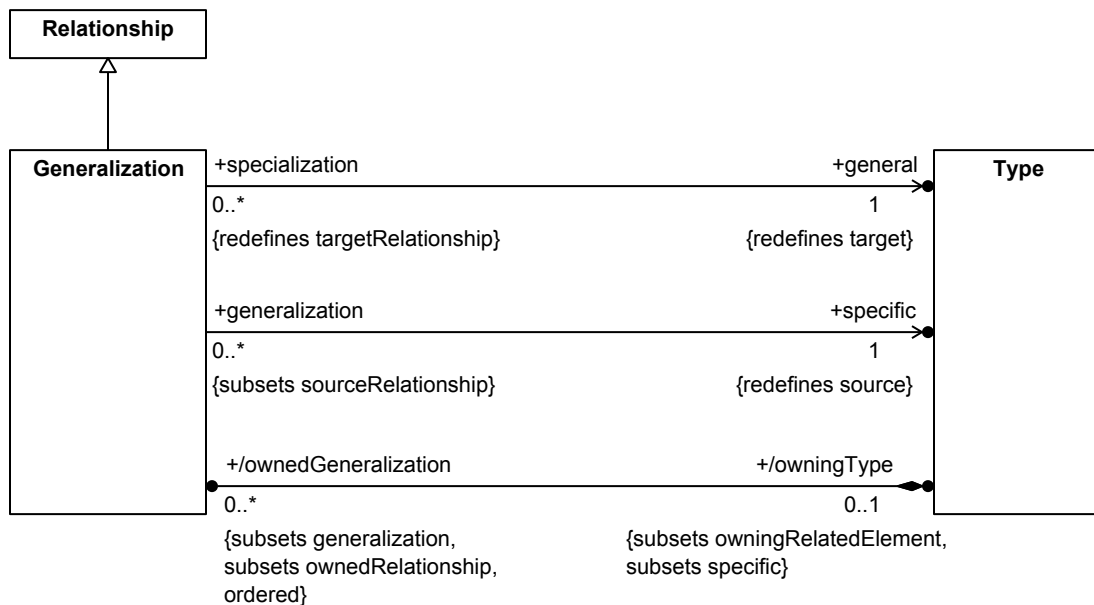 Relationship
Generalization
Type
+specialization
+general
0..*
1
{redefines targetRelationship}
{redefines target}
+generalization
+specific
0..*
1
{subsets sourceRelationship}
{redefines source}
+/ownedGeneralization
+/owningType
0..*
0..1
{subsets generalization,
subsets ownedRelationship,
ordered}
{subsets owningRelatedElement,
subsets specific}